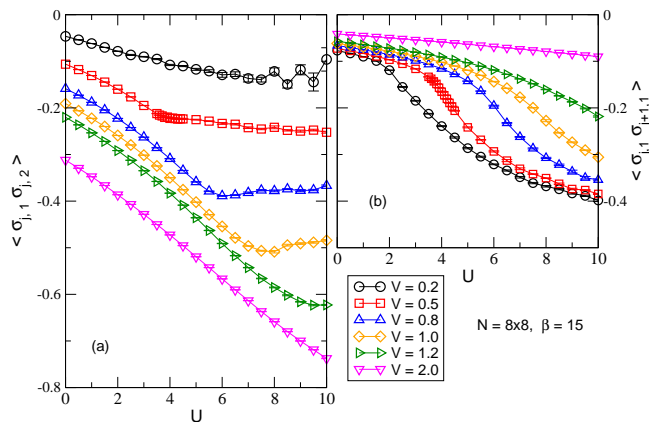 0
-0.2
-0.4
-0.6
-0.8
< σj, 1 σj, 2 >
0 2 4 6 8 10
U
(a)
0
-0.2
-0.4
< σj,1 σj+1,1 >
0 2 4 6 8 10
U
(b)
V = 0.2
V = 0.5
V = 0.8
V = 1.0
V = 1.2
V = 2.0
N = 8x8, β = 15